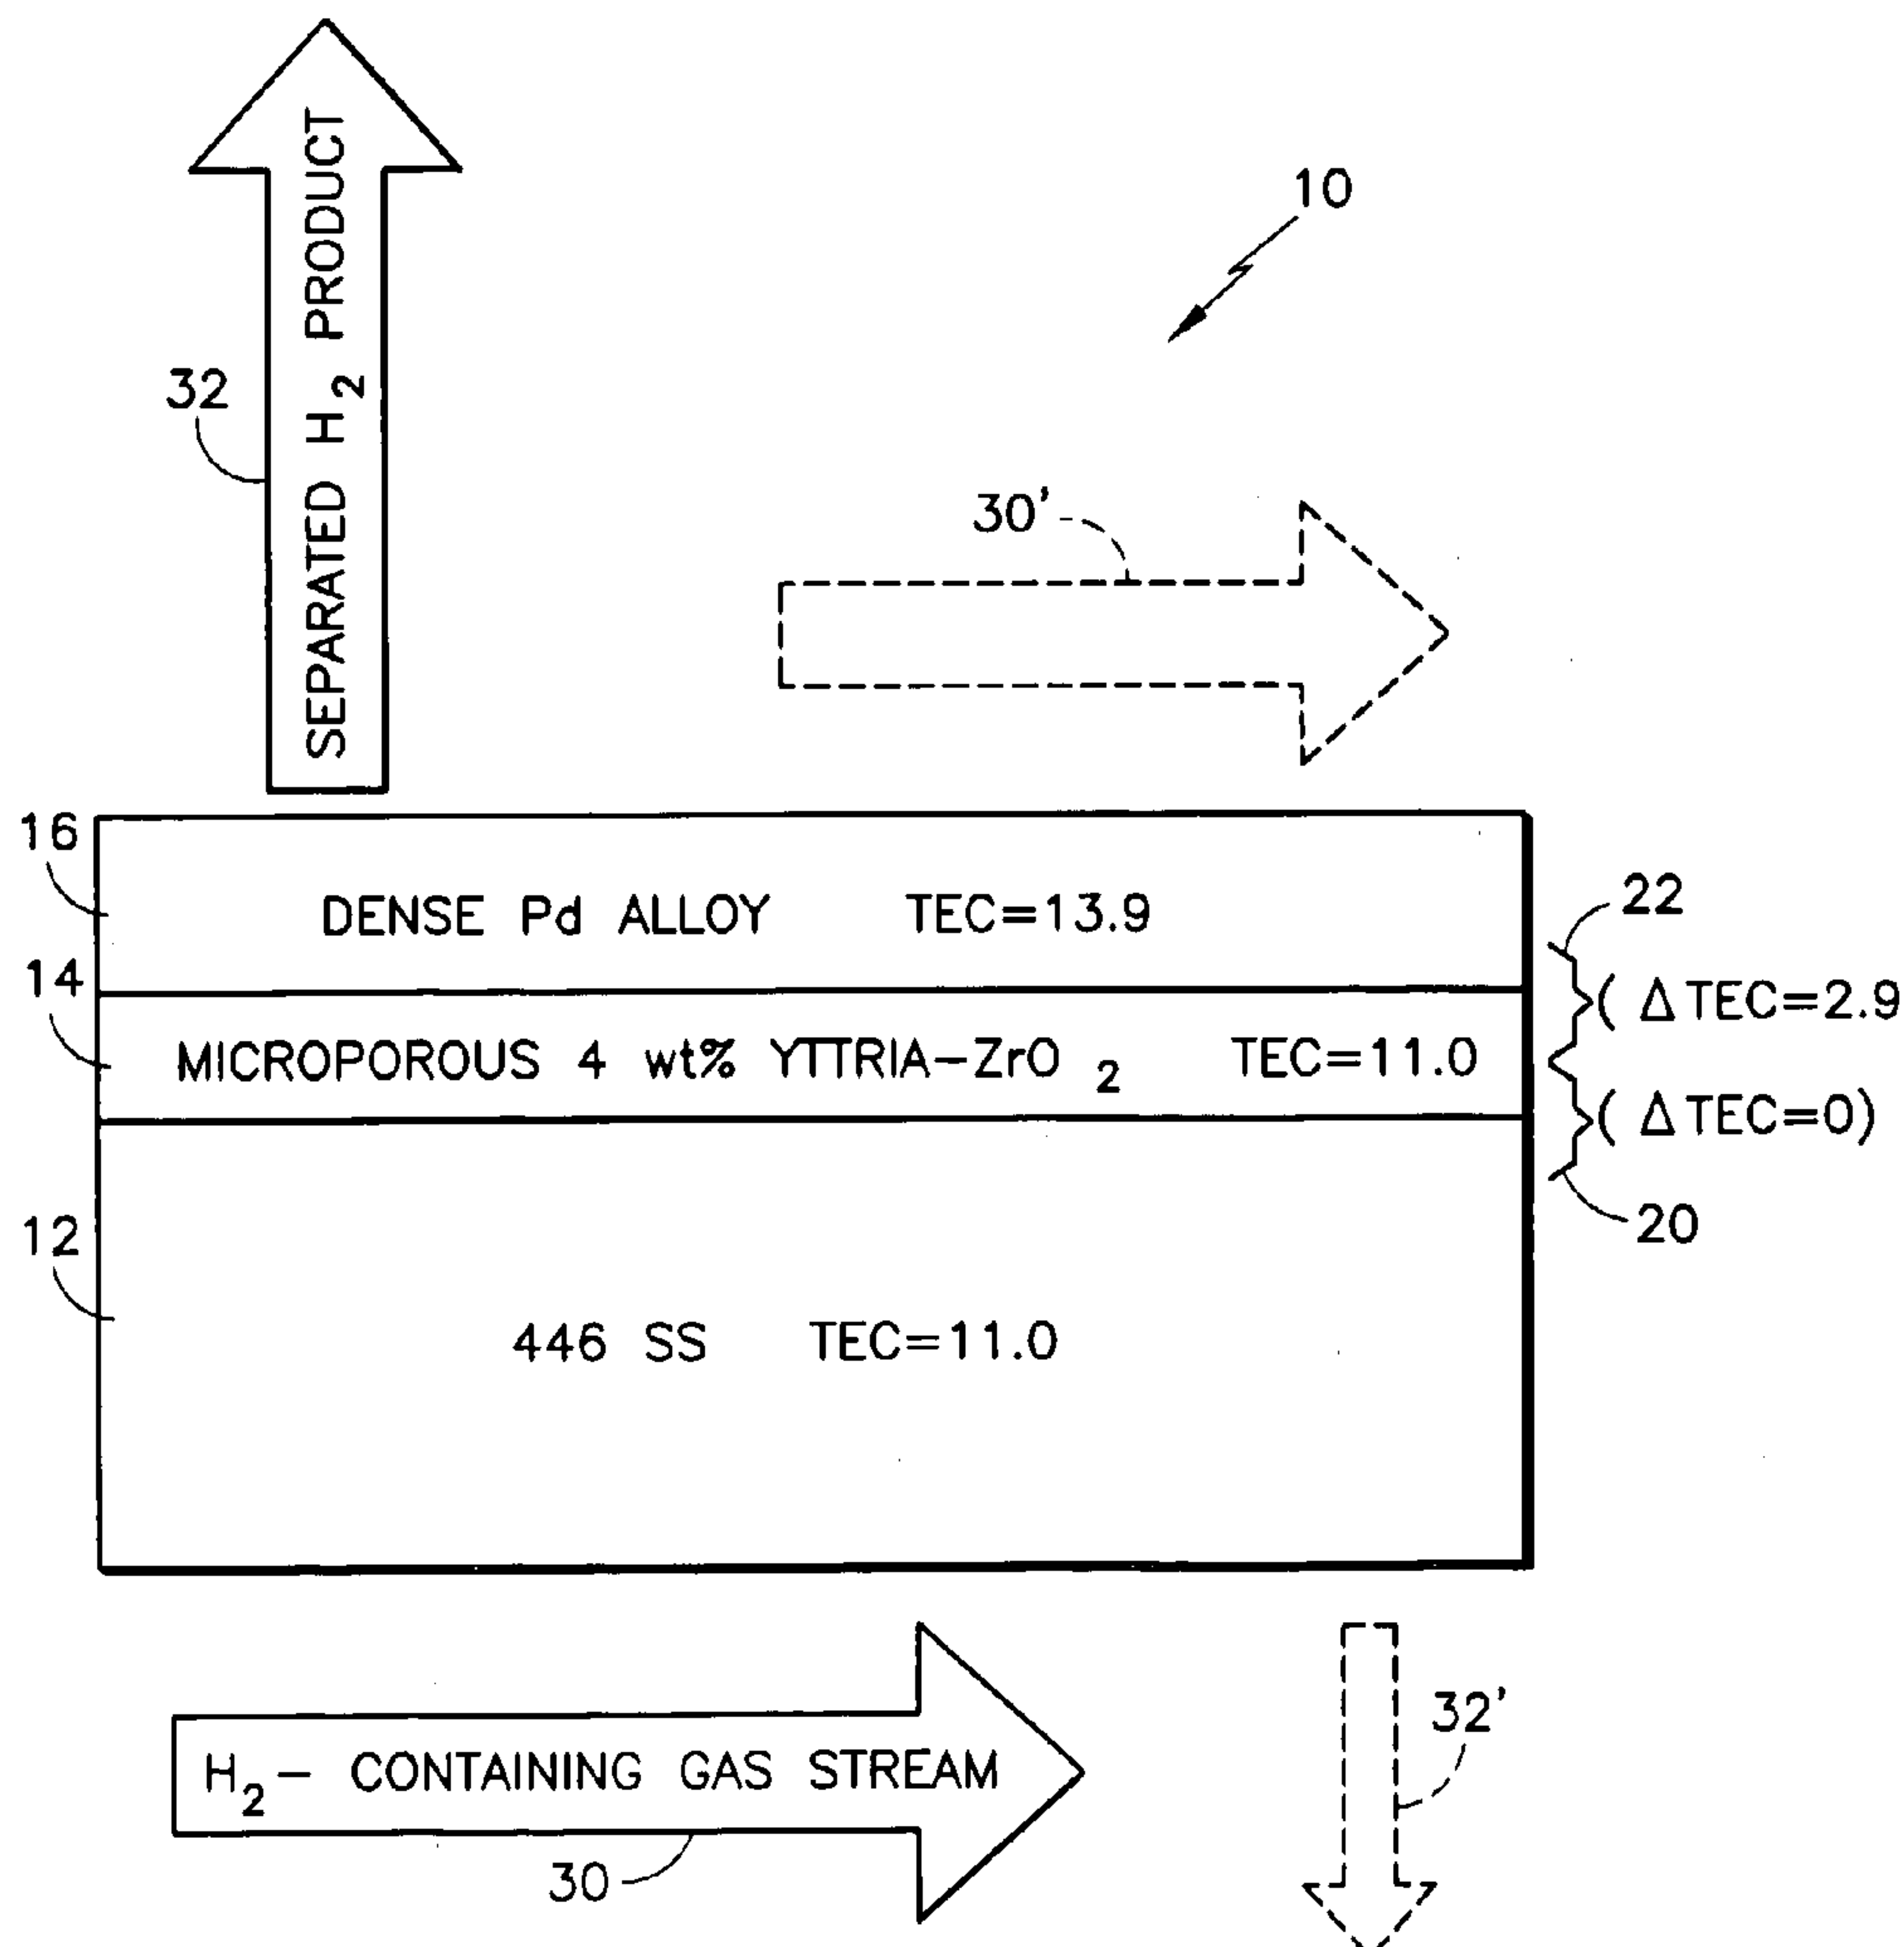 SEPARATED H2 PRODUCT
10
32
30'
16
DENSE Pd ALLOY TEC=13.9
22
14
( ΔTEC=2.9
MICROPOROUS 4 wt% YTTRIA-ZrO2 TEC=11.0
( ΔTEC=0)
12
20
446 SS TEC=11.0
32'
H2- CONTAINING GAS STREAM
30